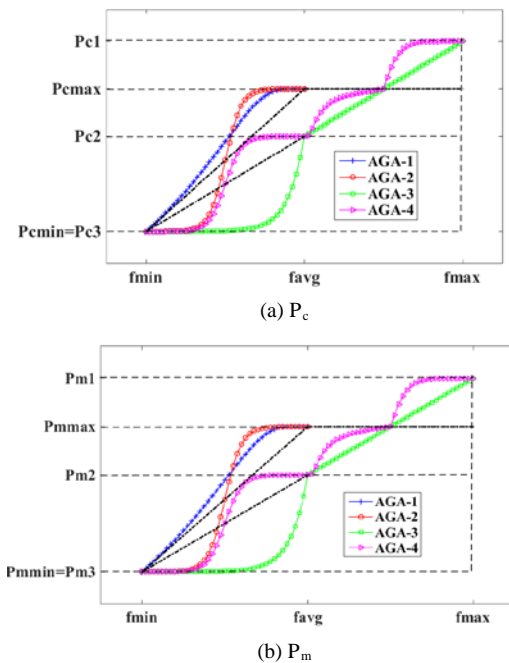 Pc1
Pcmax
Pc2
AGA-1
AGA-2
AGA-3
AGA-4
Pcmin=Pc3
fmin favg fmax
(a) Pc
Pm1
Pmmax
Pm2
AGA-1
AGA-2
AGA-3
AGA-4
Pmmin=Pm3
fmin favg fmax
(b) Pm